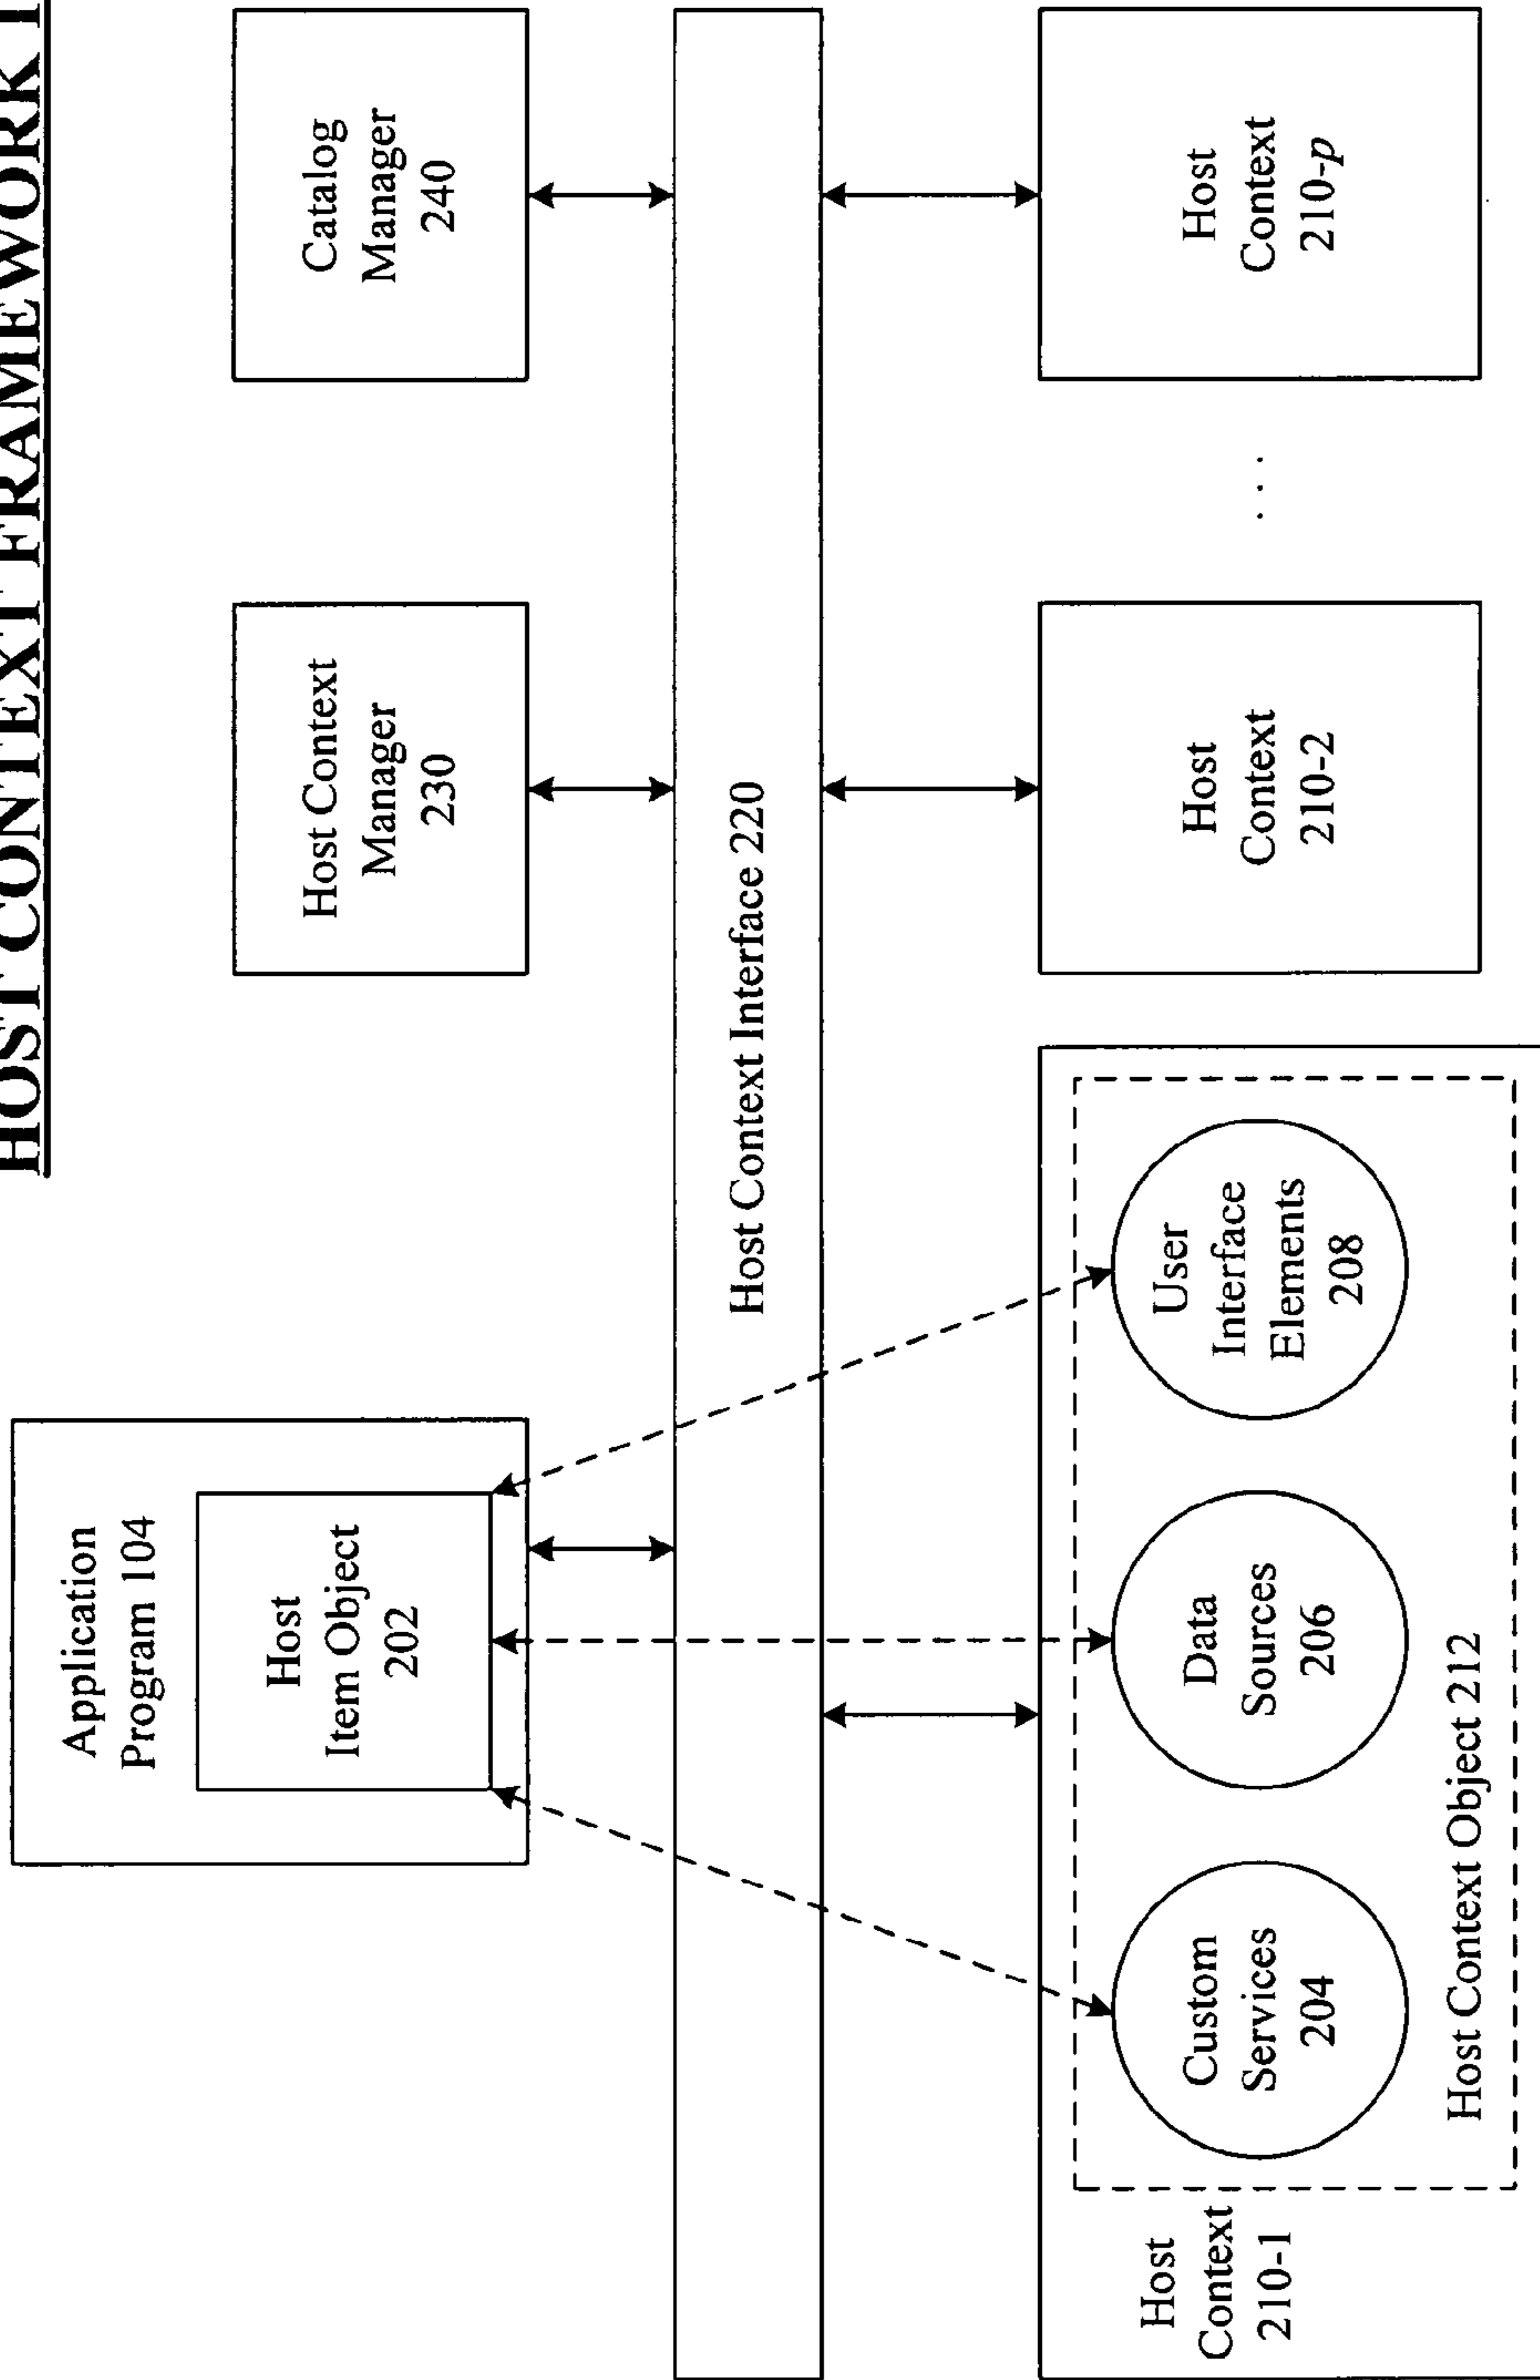 HOST CONTEXT FRAMEWORK
Application
Program 104
Host
Item Object
202
Host Context
Manager
230
Catalog
Manager
240
Host Context Interface 220
Host
Context
210-1
Custom
Services
204
Data
Sources
206
User
Interface
Elements
208
Host Context Object 212
Host
Context
210-2
. . .
Host
Context
210-p